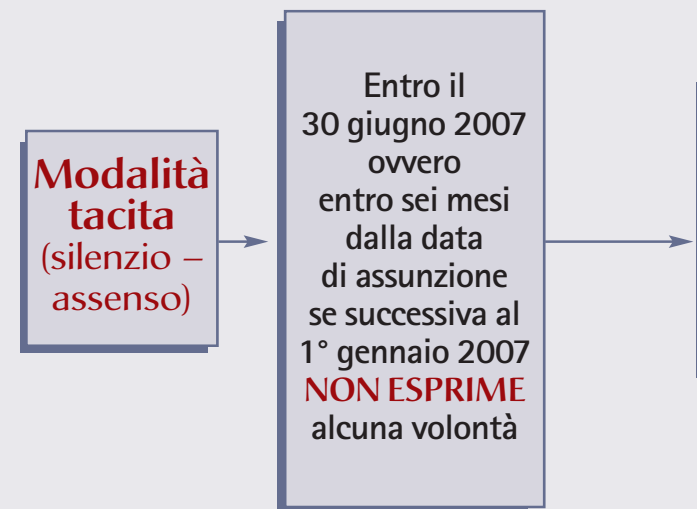 Modalità
tacita
(silenzio –
assenso)
Entro il
30 giugno 2007
ovvero
entro sei mesi
dalla data
di assunzione
se successiva al
1° gennaio 2007
NON ESPRIME
alcuna volontà